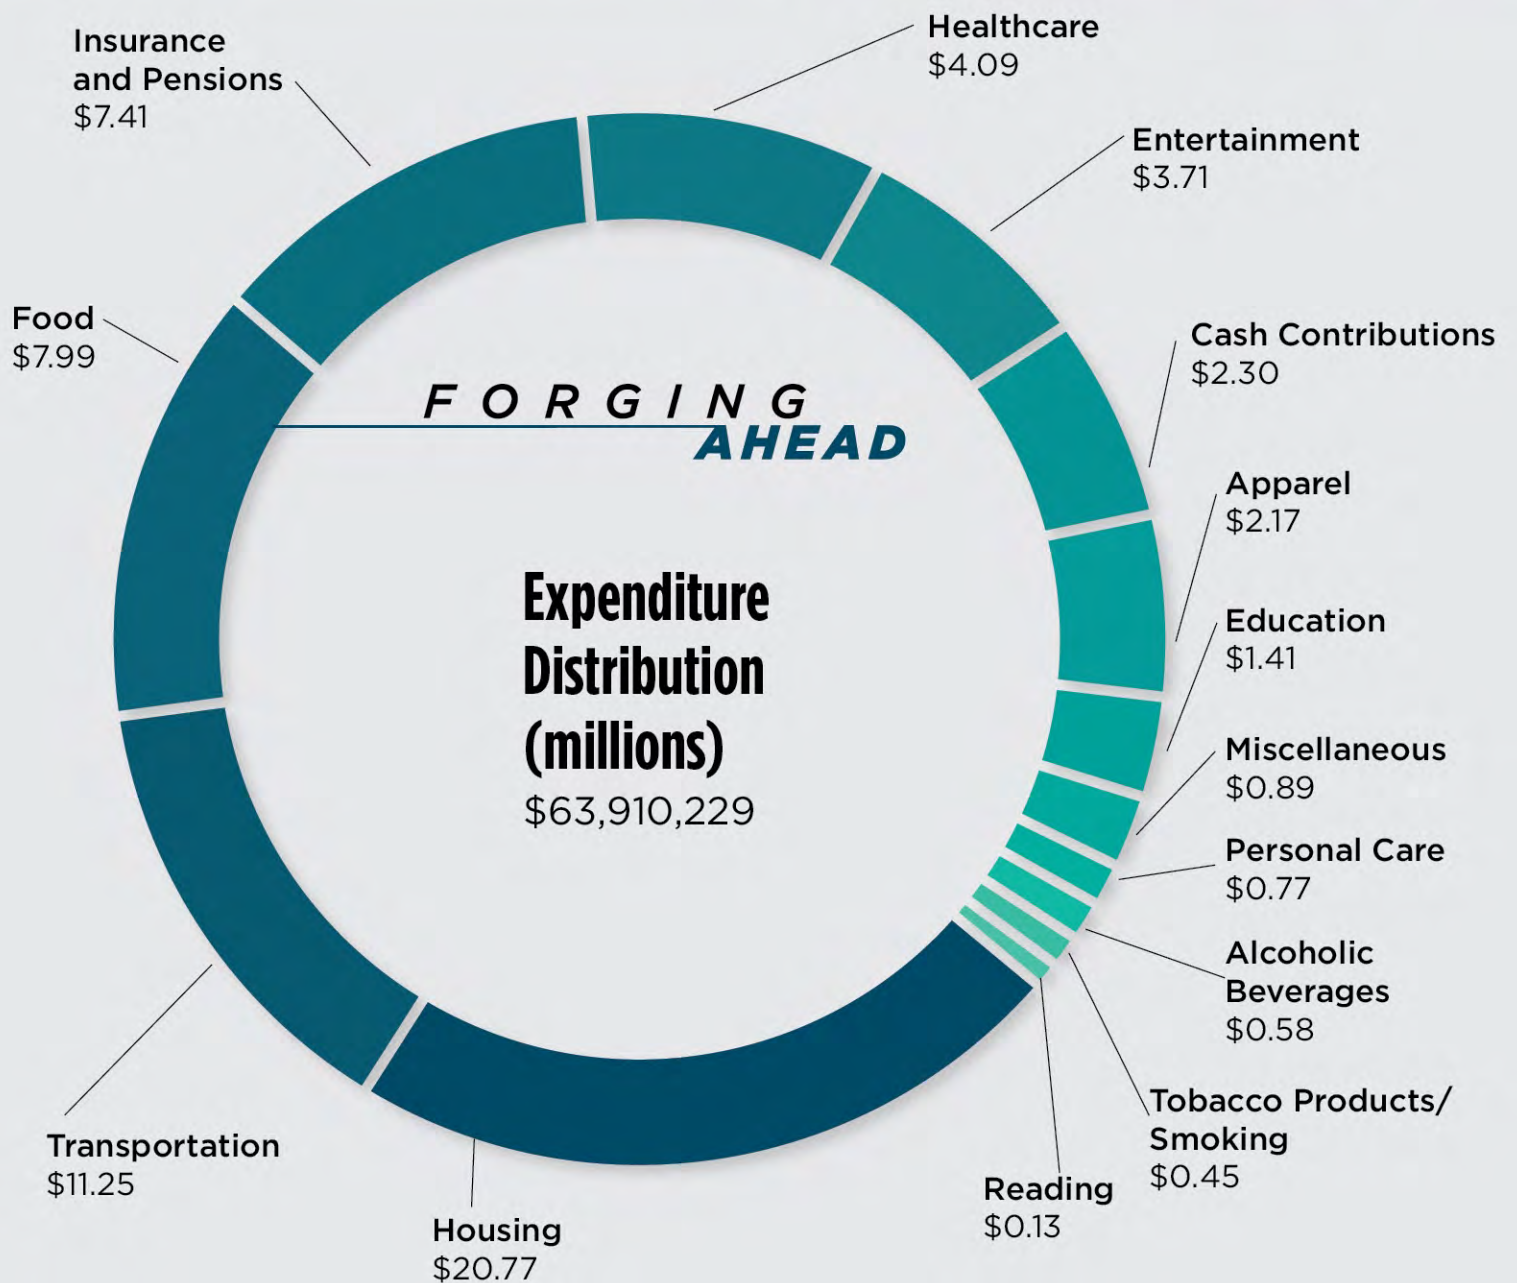 Insurance
and Pensions
$7.41
Healthcare
$4.09
Entertainment
$3.71
Food
$7.99
Cash Contributions
$2.30
FORGING
AHEAD
Apparel
$2.17
Expenditure
Distribution
(millions)
$63,910,229
Education
$1.41
Miscellaneous
$0.89
Personal Care
$0.77
Alcoholic
Beverages
$0.58
Tobacco Products/
Smoking
$0.45
Reading
$0.13
Transportation
$11.25
Housing
$20.77